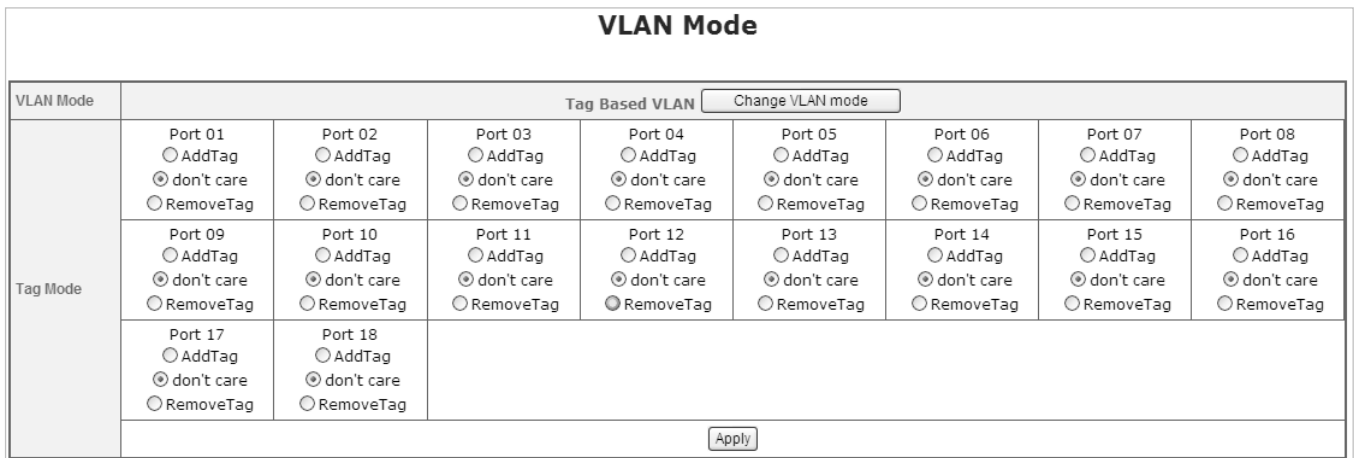 VLAN Mode
VLAN Mode
Tag Based VLAN Change VLAN mode
Port 01 Port 02 Port 03 Port 04 Port 05 Port 06 Port 07 Port 08
AddTag AddTag AddTag AddTag AddTag AddTag AddTag AddTag
don't care don't care don't care don't care don't care don't care don't care don't care
RemoveTag RemoveTag RemoveTag RemoveTag RemoveTag RemoveTag RemoveTag RemoveTag
Tag Mode
Port 09 Port 10 Port 11 Port 12 Port 13 Port 14 Port 15 Port 16
AddTag AddTag AddTag AddTag AddTag AddTag AddTag AddTag
don't care don't care don't care don't care don't care don't care don't care don't care
RemoveTag RemoveTag RemoveTag RemoveTag RemoveTag RemoveTag RemoveTag RemoveTag
Port 17 Port 18
AddTag AddTag
don't care don't care
RemoveTag RemoveTag
Apply